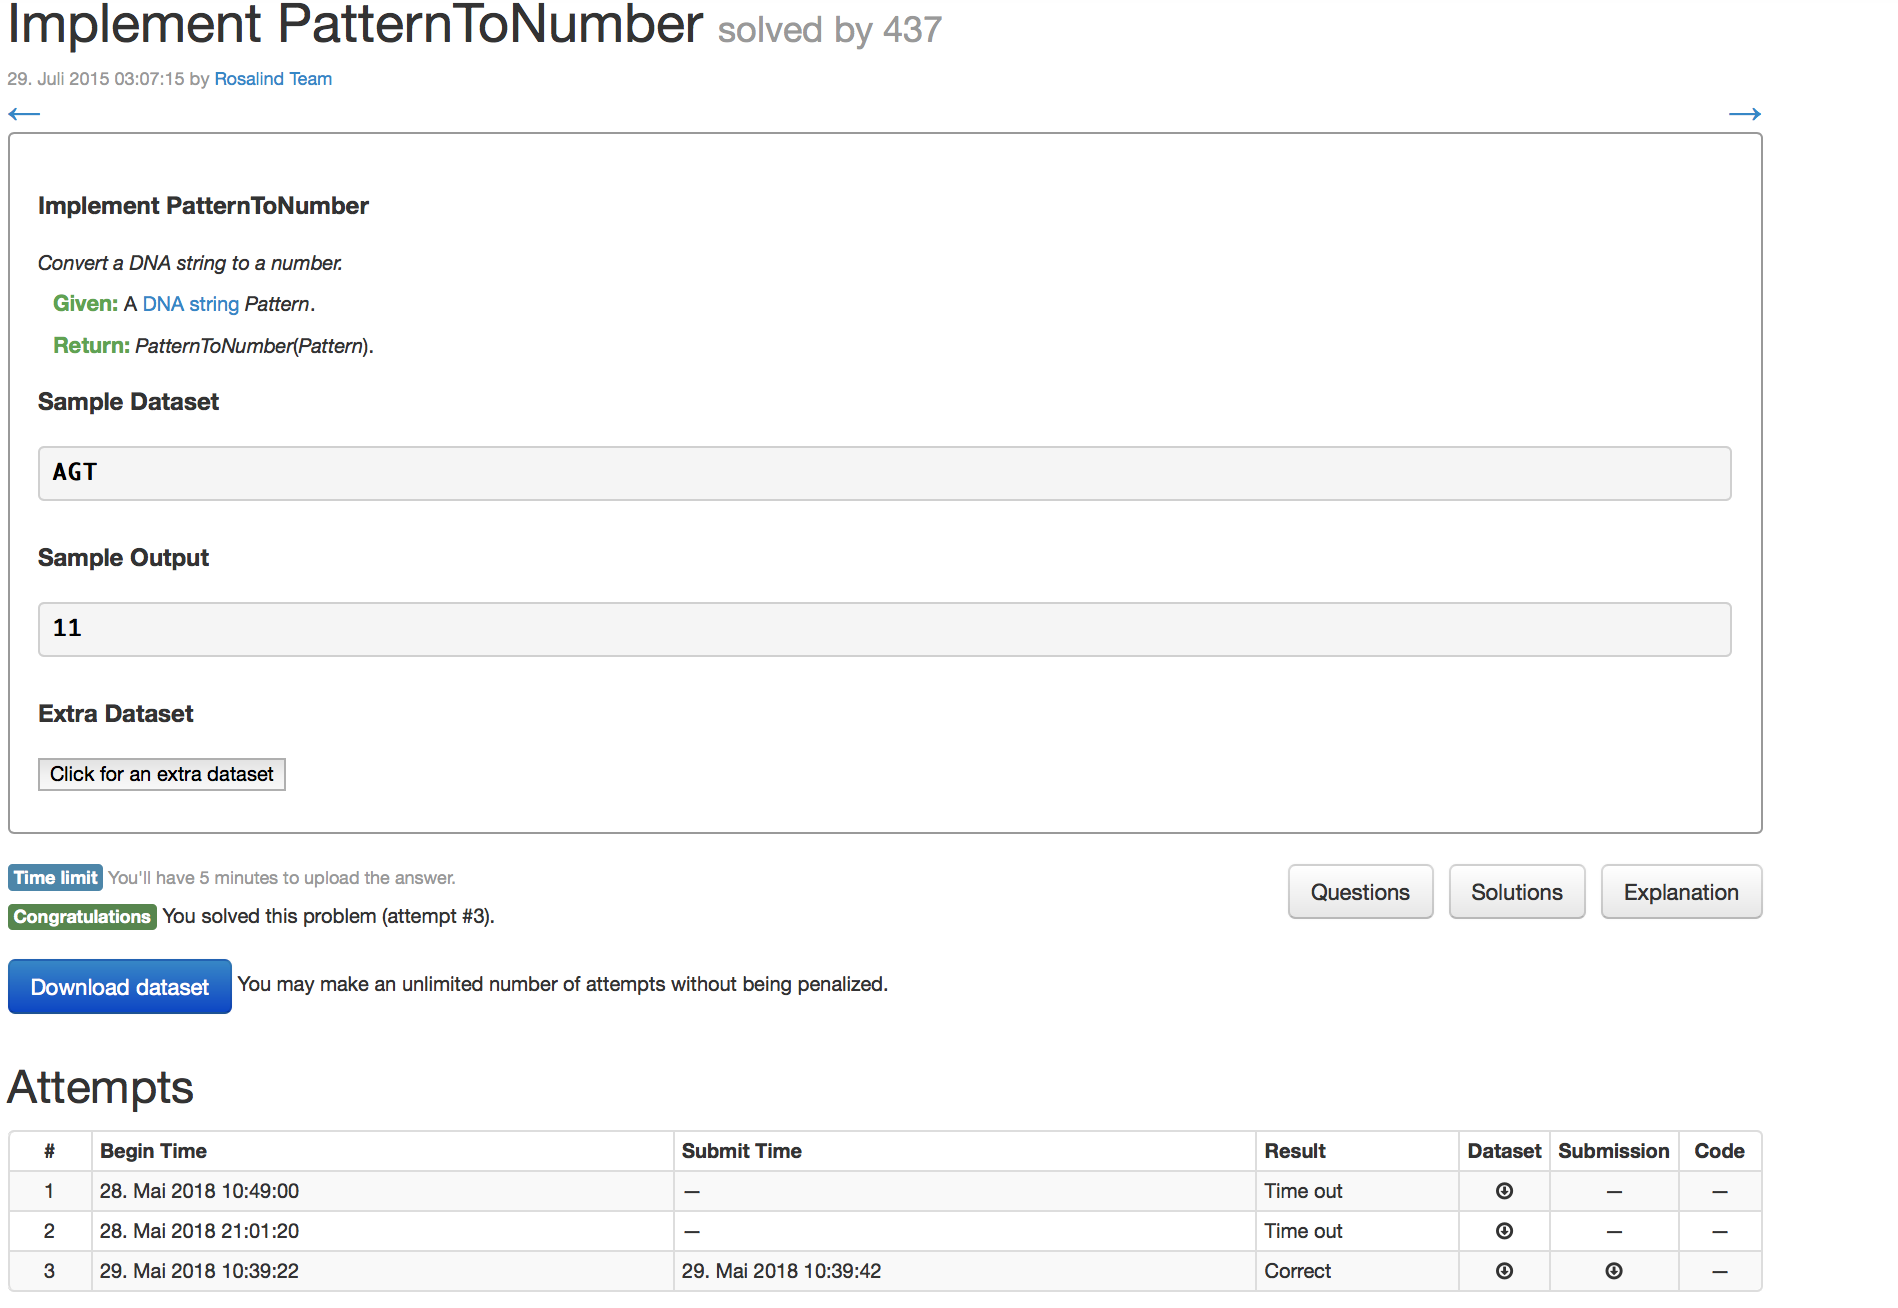 Implement PatternToNumber solved by 437
29. Juli 2015 03:07:15 by Rosalind Team
← →
Implement PatternToNumber
Convert a DNA string to a number.
Given: A DNA string Pattern.
Return: PatternToNumber(Pattern).
Sample Dataset
AGT
Sample Output
11
Extra Dataset
Click for an extra dataset
Time limit You'll have 5 minutes to upload the answer.
Congratulations You solved this problem (attempt #3).
Questions Solutions Explanation
Download dataset You may make an unlimited number of attempts without being penalized.
Attempts
# Begin Time Submit Time Result Dataset Submission Code
1 28. Mai 2018 10:49:00 — Time out — —
2 28. Mai 2018 21:01:20 — Time out — —
3 29. Mai 2018 10:39:22 29. Mai 2018 10:39:42 Correct —